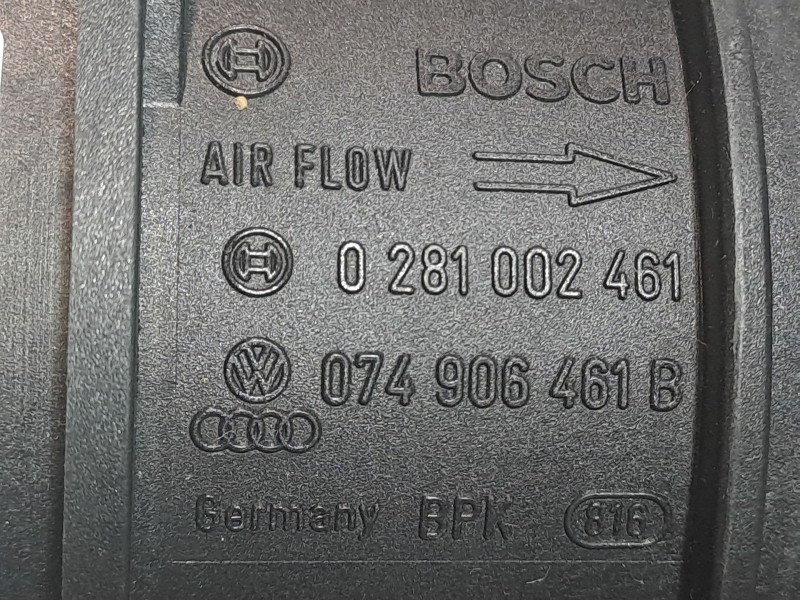 BOSCH
AIR FLOW
0 281 002 461
074 906 461 B
Germany BPK 816